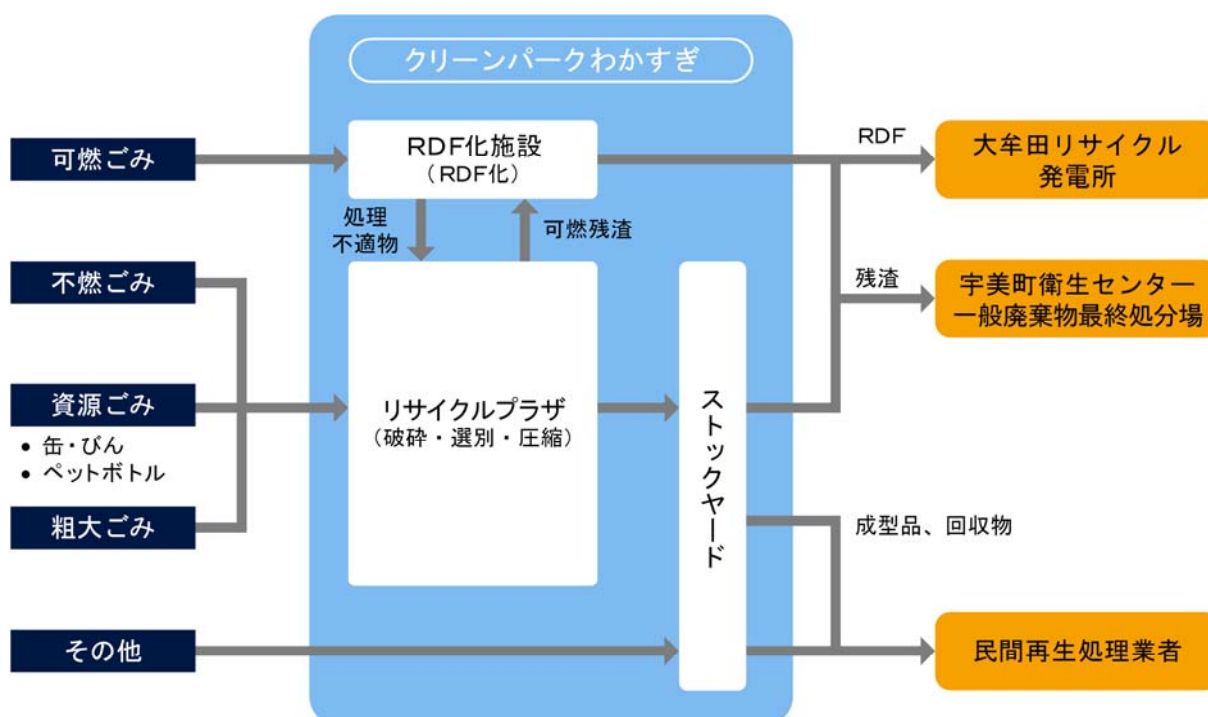 クリーンパークわかすぎ
可燃ごみ
RDF化施設
（RDF化）
RDF
大牟田リサイクル
発電所
処理
不適物
可燃残渣
不燃ごみ
残渣
宇美町衛生センター
一般廃棄物最終処分場
資源ごみ
• 缶・びん
• ペットボトル
リサイクルプラザ
（破砕・選別・圧縮）
ストックヤード
粗大ごみ
成型品、回収物
その他
民間再生処理業者